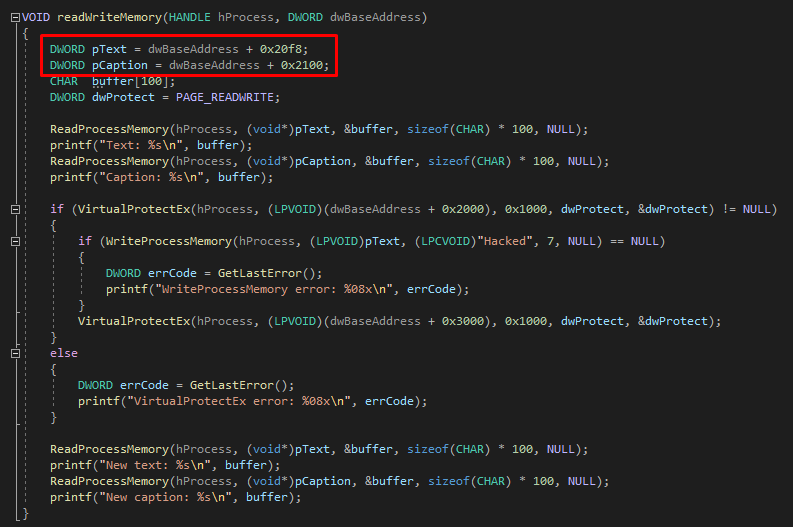 VOID readWriteMemory(HANDLE hProcess, DWORD dwBaseAddress)
{
    DWORD pText = dwBaseAddress + 0x20f8;
    DWORD pCaption = dwBaseAddress + 0x2100;
    CHAR  buffer[100];
    DWORD dwProtect = PAGE_READWRITE;

    ReadProcessMemory(hProcess, (void*)pText, &buffer, sizeof(CHAR) * 100, NULL);
    printf("Text: %s\n", buffer);
    ReadProcessMemory(hProcess, (void*)pCaption, &buffer, sizeof(CHAR) * 100, NULL);
    printf("Caption: %s\n", buffer);

    if (VirtualProtectEx(hProcess, (LPVOID)(dwBaseAddress + 0x2000), 0x1000, dwProtect, &dwProtect) != NULL)
    {
        if (WriteProcessMemory(hProcess, (LPVOID)pText, (LPCVOID)"Hacked", 7, NULL) == NULL)
        {
            DWORD errCode = GetLastError();
            printf("WriteProcessMemory error: %08x\n", errCode);
        }
        VirtualProtectEx(hProcess, (LPVOID)(dwBaseAddress + 0x3000), 0x1000, dwProtect, &dwProtect);
    }
    else
    {
        DWORD errCode = GetLastError();
        printf("VirtualProtectEx error: %08x\n", errCode);
    }

    ReadProcessMemory(hProcess, (void*)pText, &buffer, sizeof(CHAR) * 100, NULL);
    printf("New text: %s\n", buffer);
    ReadProcessMemory(hProcess, (void*)pCaption, &buffer, sizeof(CHAR) * 100, NULL);
    printf("New caption: %s\n", buffer);
}